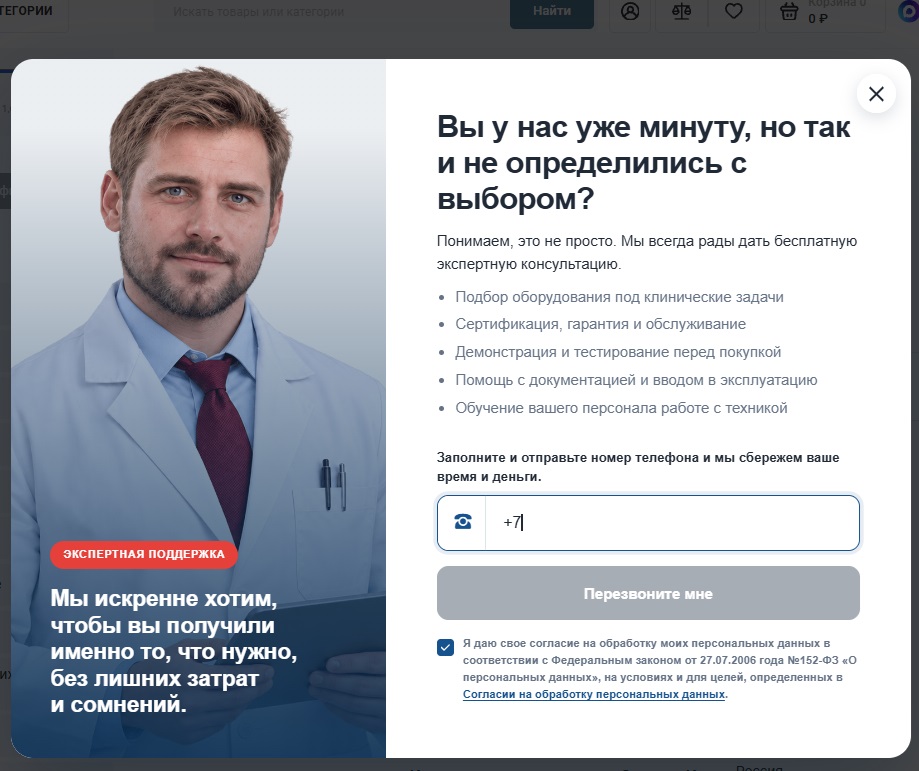 ТЕГОРИИ
Искать товары или категории
Найти
Корзина 0
0 ₽
Вы у нас уже минуту, но так
и не определились с
выбором?
Понимаем, это не просто. Мы всегда рады дать бесплатную
экспертную консультацию.
• Подбор оборудования под клинические задачи
• Сертификация, гарантия и обслуживание
• Демонстрация и тестирование перед покупкой
• Помощь с документацией и вводом в эксплуатацию
• Обучение вашего персонала работе с техникой
Заполните и отправьте номер телефона и мы сбережем ваше
время и деньги.
+7
Перезвоните мне
Я даю свое согласие на обработку моих персональных данных в
соответствии с Федеральным законом от 27.07.2006 года №152-ФЗ «О
персональных данных», на условиях и для целей, определенных в
Согласии на обработку персональных данных.
ЭКСПЕРТНАЯ ПОДДЕРЖКА
Мы искренне хотим,
чтобы вы получили
именно то, что нужно,
без лишних затрат
и сомнений.
Россия